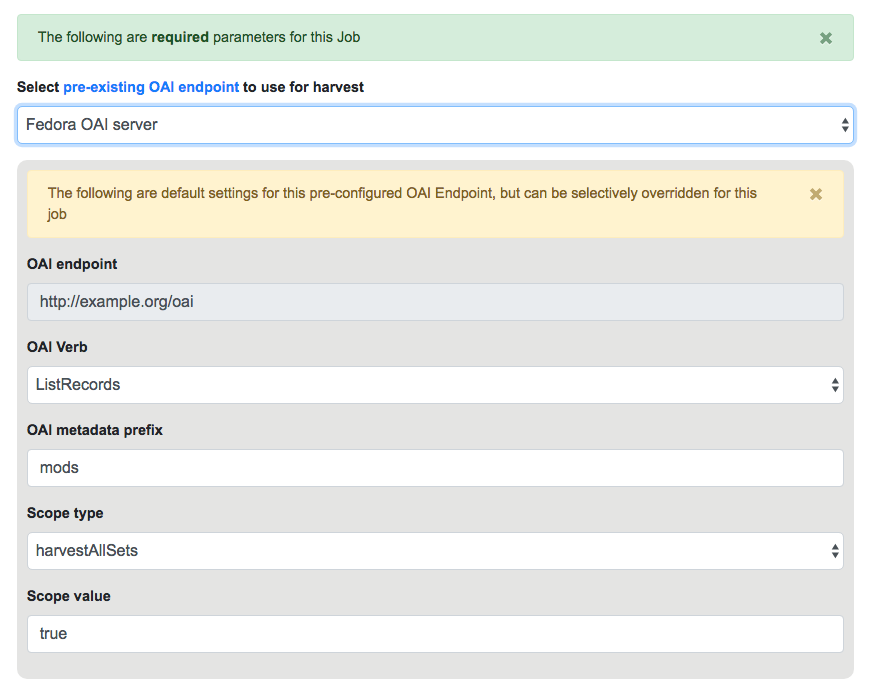 The following are required parameters for this Job
Select pre-existing OAI endpoint to use for harvest
Fedora OAI server
The following are default settings for this pre-configured OAI Endpoint, but can be selectively overridden for this
job
OAI endpoint
http://example.org/oai
OAI Verb
ListRecords
OAI metadata prefix
mods
Scope type
harvestAllSets
Scope value
true